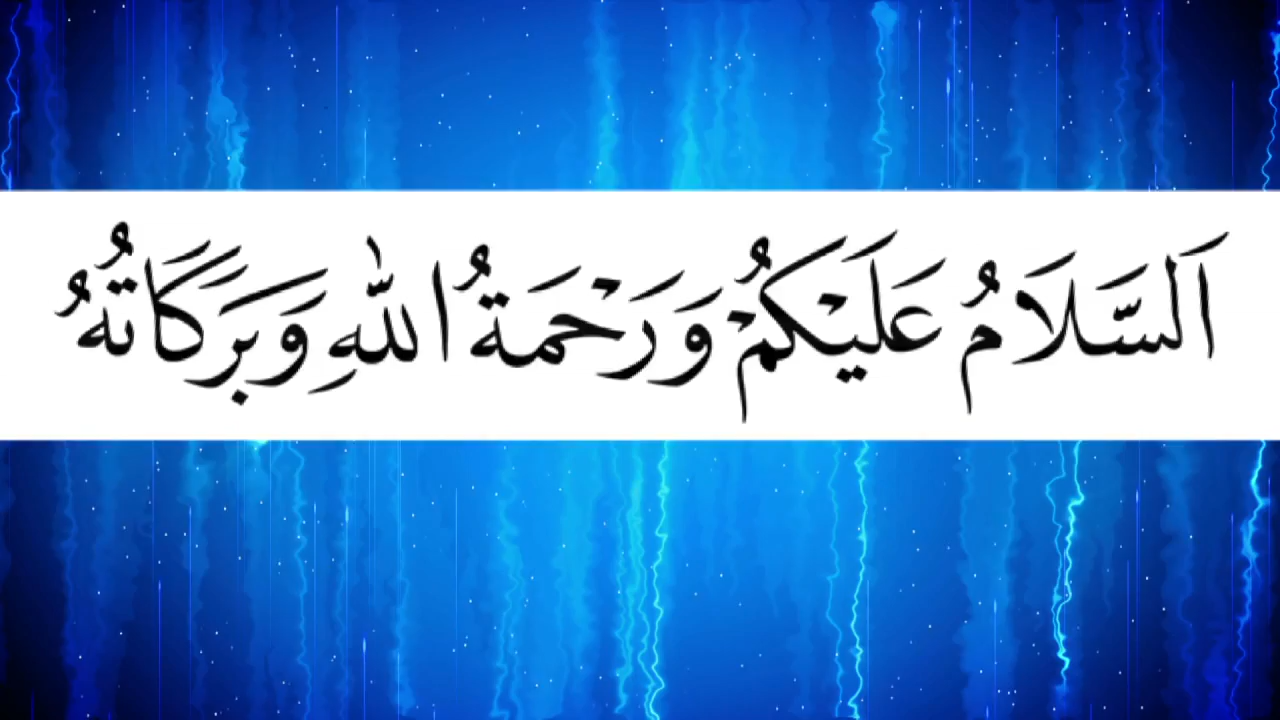 اَلسَّلَامُ عَلَيْكُمْ وَرَحْمَةُ اللهِ وَبَرَكَاتُهُ